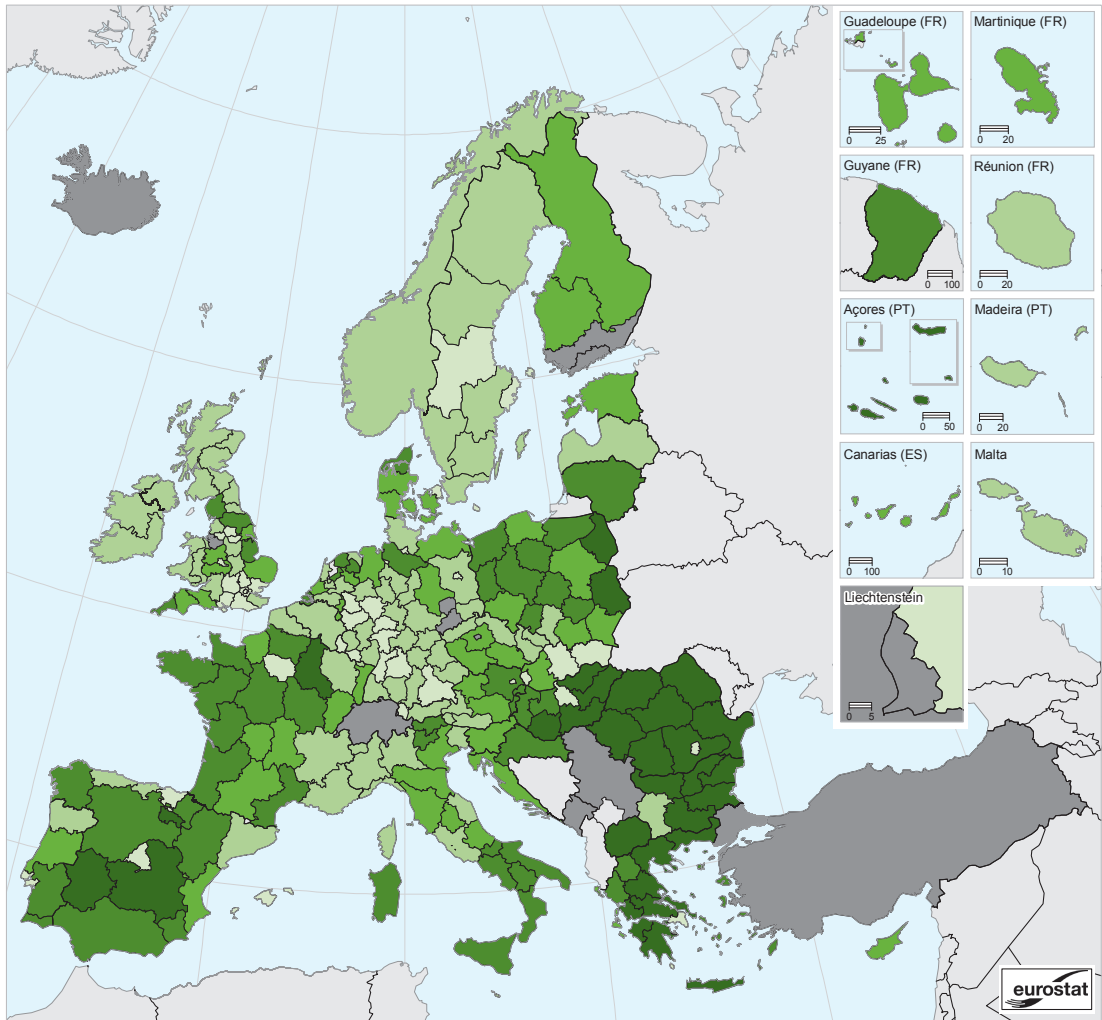 Guadeloupe (FR)
0 25
Martinique (FR)
0 20
Guyane (FR)
0 100
Réunion (FR)
0 20
Açores (PT)
0 50
Madeira (PT)
0 20
Canarias (ES)
0 100
Malta
0 10
Liechtenstein
0 5
eurostat